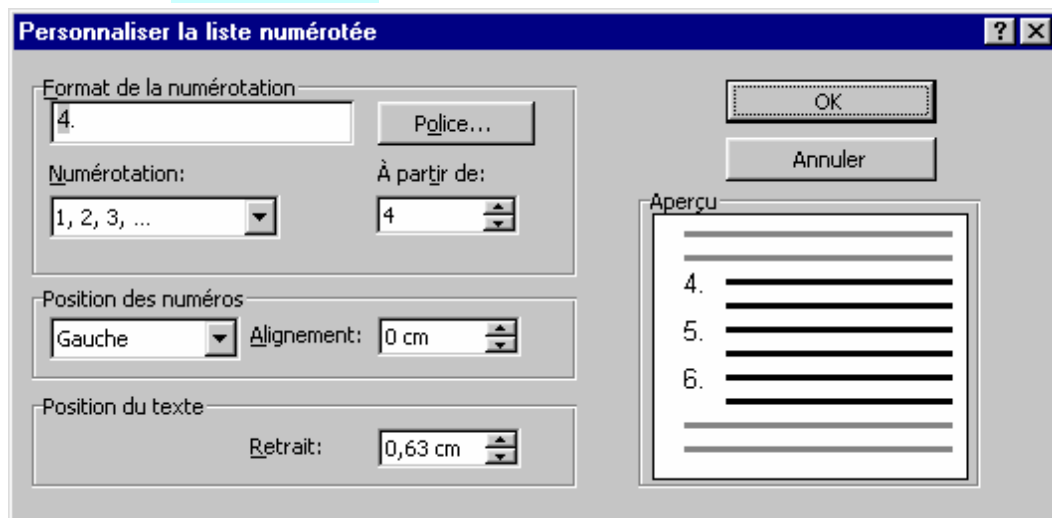 Personnaliser la liste numérotée
Format de la numérotation
4.
Police...
Numérotation:
À partir de:
1, 2, 3, ...
4
Position des numéros
Gauche
Alignement:
0 cm
Position du texte
Retrait:
0,63 cm
OK
Annuler
Aperçu
4.
5.
6.